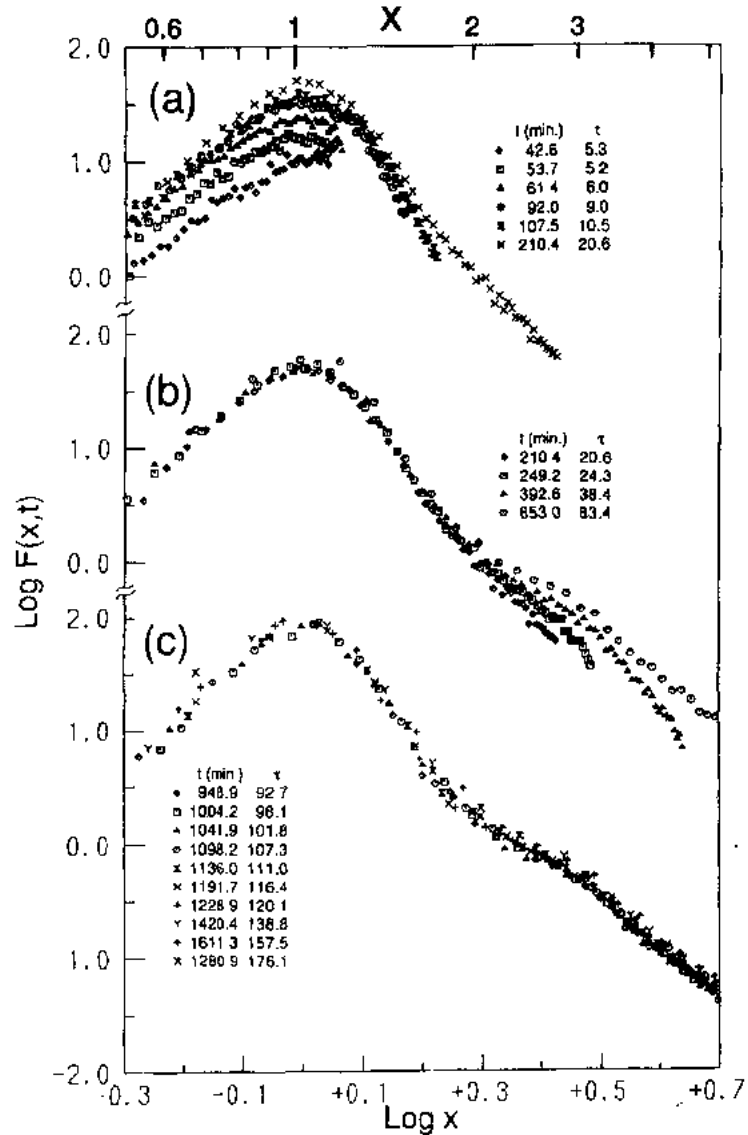 X
0.6 1 2 3
2.0
(a)
1.0
0.0
t (min.) τ
42.6 5.3
53.7 5.2
61.4 6.0
92.0 9.0
107.5 10.5
210.4 20.6
2.0
(b)
1.0
0.0
t (min.) τ
210.4 20.6
249.2 24.3
392.6 38.4
653.0 63.4
Log F(x,t)
2.0
(c)
1.0
0.0
1.0
-2.0
t (min) τ
948.9 92.7
1004.2 98.1
1041.9 101.8
1098.2 107.3
1136.0 111.0
1191.7 116.4
1228.9 120.1
1420.4 138.8
1611.3 157.5
1280.9 176.1
-0.3 -0.1 +0.1 +0.3 +0.5 +0.7
Log x